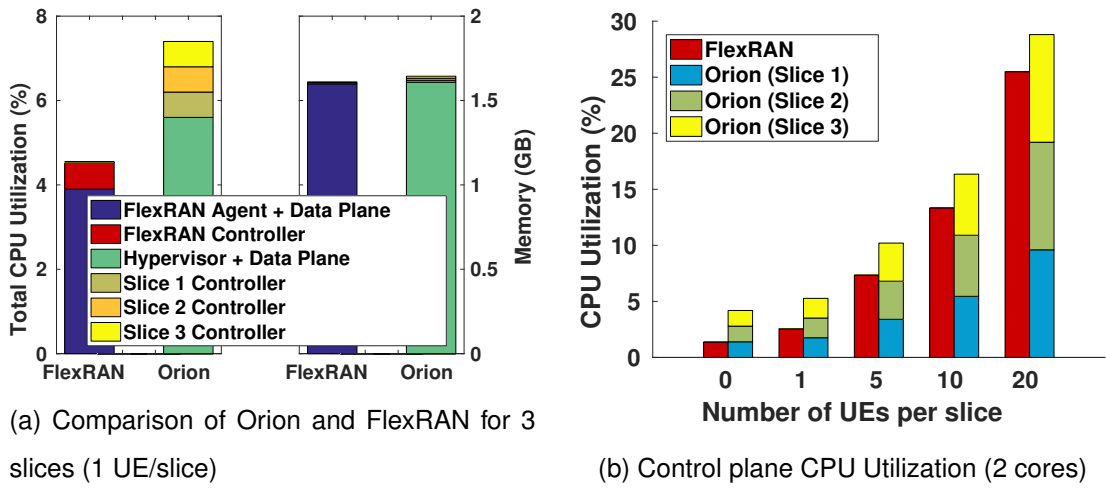 8
6
4
2
0
Total CPU Utilization (%)
2
1.5
1
0.5
0
Memory (GB)
FlexRAN Agent + Data Plane
FlexRAN Controller
Hypervisor + Data Plane
Slice 1 Controller
Slice 2 Controller
Slice 3 Controller
FlexRAN Orion FlexRAN Orion
(a) Comparison of Orion and FlexRAN for 3
slices (1 UE/slice)
30
25
20
15
10
5
0
CPU Utilization (%)
FlexRAN
Orion (Slice 1)
Orion (Slice 2)
Orion (Slice 3)
0 1 5 10 20
Number of UEs per slice
(b) Control plane CPU Utilization (2 cores)